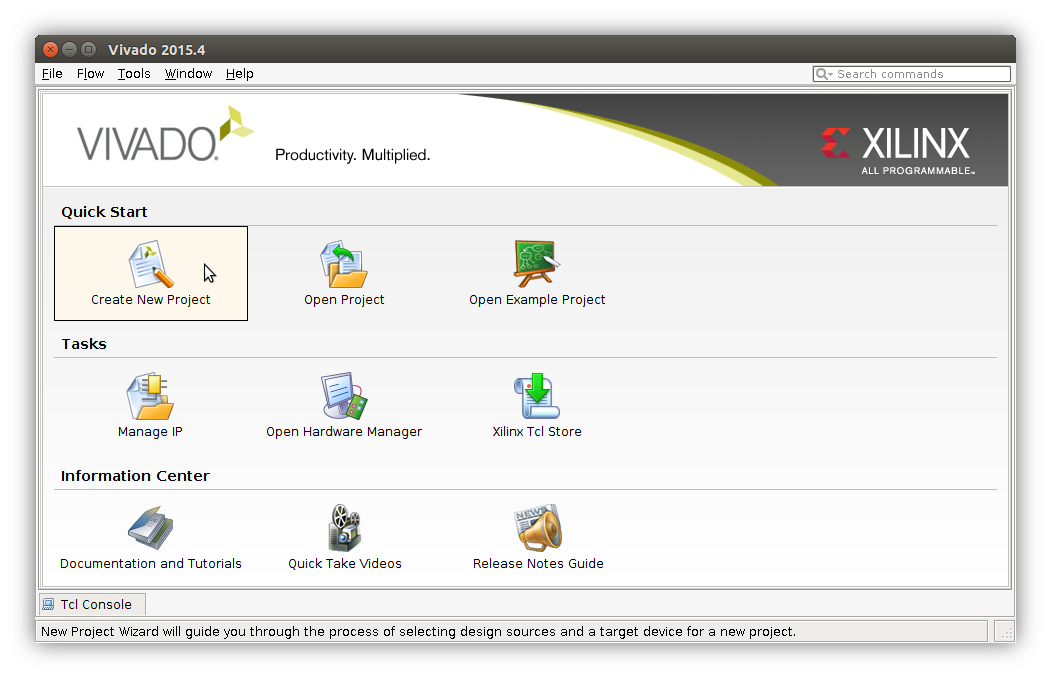 Vivado 2015.4
File Flow Tools Window Help
Search commands
VIVADO.
Productivity. Multiplied.
XILINX
ALL PROGRAMMABLE™
Quick Start
Create New Project
Open Project
Open Example Project
Tasks
Manage IP
Open Hardware Manager
Xilinx Tcl Store
Information Center
NEWS
Documentation and Tutorials
Quick Take Videos
Release Notes Guide
Tcl Console
New Project Wizard will guide you through the process of selecting design sources and a target device for a new project.